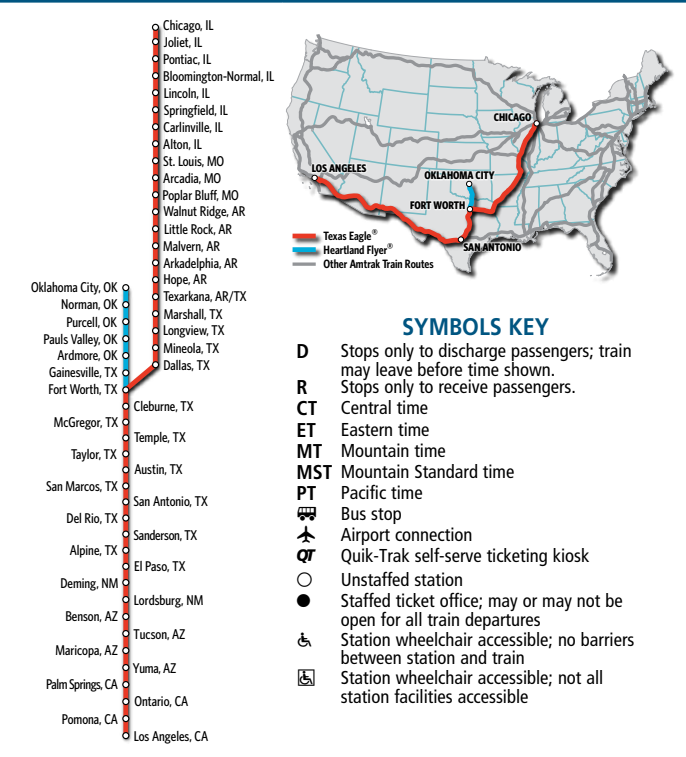 Chicago, IL
Joliet, IL
Pontiac, IL
Bloomington-Normal, IL
Lincoln, IL
Springfield, IL
Carlinville, IL
Alton, IL
St. Louis, MO
Arcadia, MO
Poplar Bluff, MO
Walnut Ridge, AR
Little Rock, AR
Malvern, AR
Arkadelphia, AR
Hope, AR
Texarkana, AR/TX
Marshall, TX
Longview, TX
Mineola, TX
Dallas, TX
Oklahoma City, OK
Norman, OK
Purcell, OK
Pauls Valley, OK
Ardmore, OK
Gainesville, TX
Fort Worth, TX
Cleburne, TX
McGregor, TX
Temple, TX
Taylor, TX
Austin, TX
San Marcos, TX
San Antonio, TX
Del Rio, TX
Sanderson, TX
Alpine, TX
El Paso, TX
Deming, NM
Lordsburg, NM
Benson, AZ
Tucson, AZ
Maricopa, AZ
Yuma, AZ
Palm Springs, CA
Ontario, CA
Pomona, CA
Los Angeles, CA
CHICAGO
LOS ANGELES
OKLAHOMA CITY
FORT WORTH
SAN ANTONIO
Texas Eagle®
Heartland Flyer®
Other Amtrak Train Routes
SYMBOLS KEY
D Stops only to discharge passengers; train
may leave before time shown.
R Stops only to receive passengers.
CT Central time
ET Eastern time
MT Mountain time
MST Mountain Standard time
PT Pacific time
Bus stop
Airport connection
QT Quik-Trak self-serve ticketing kiosk
Unstaffed station
Staffed ticket office; may or may not be
open for all train departures
Station wheelchair accessible; no barriers
between station and train
Station wheelchair accessible; not all
station facilities accessible